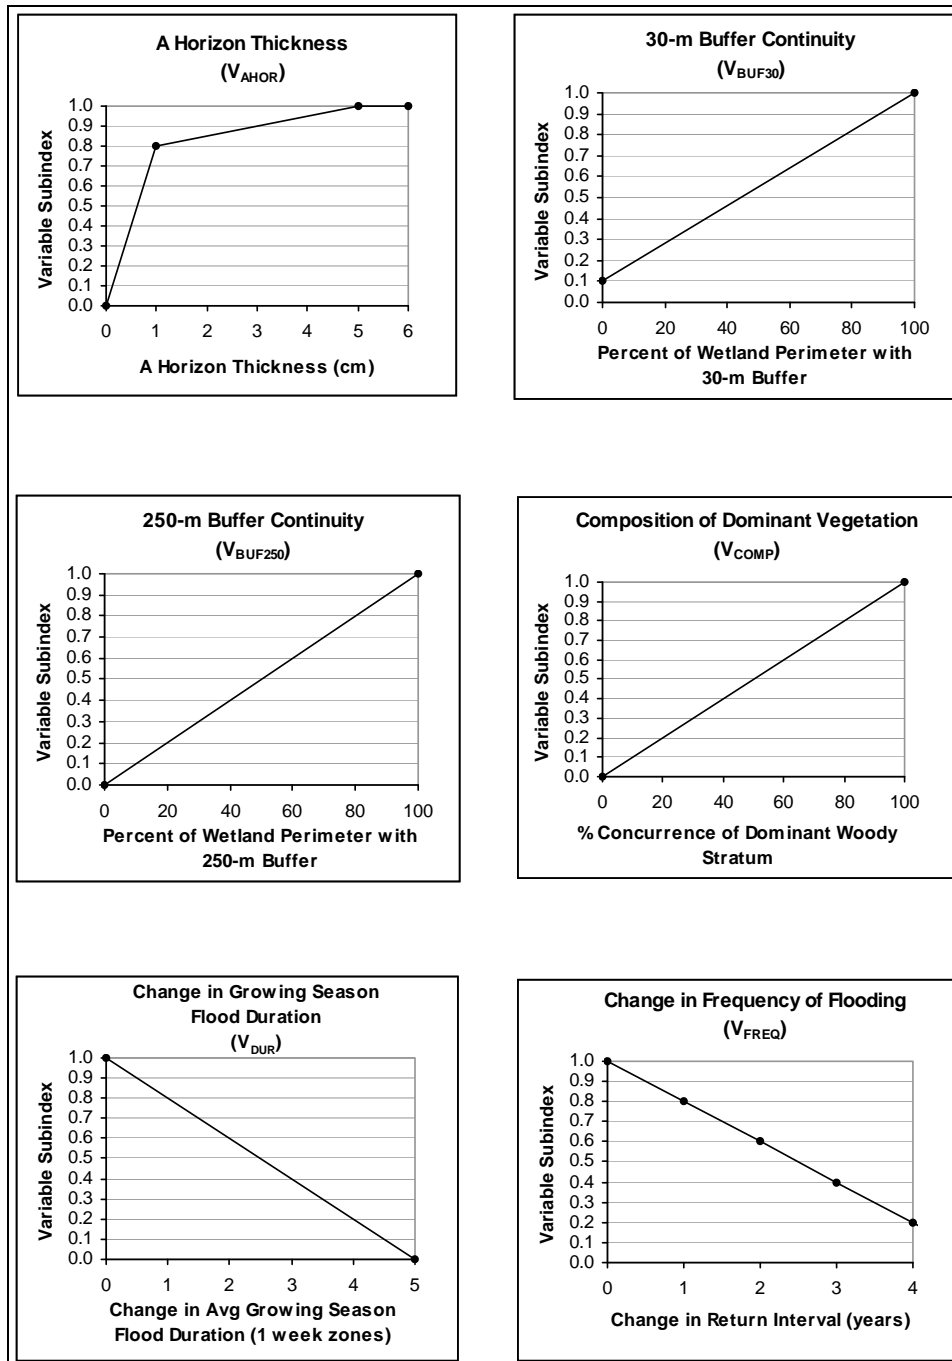 A Horizon Thickness
(VAHOR)
Variable Subindex
1.0
0.9
0.8
0.7
0.6
0.5
0.4
0.3
0.2
0.1
0.0
0 1 2 3 4 5 6
A Horizon Thickness (cm)
30-m Buffer Continuity
(VBUF30)
Variable Subindex
1.0
0.9
0.8
0.7
0.6
0.5
0.4
0.3
0.2
0.1
0.0
0 20 40 60 80 100
Percent of Wetland Perimeter with
30-m Buffer
250-m Buffer Continuity
(VBUF250)
Variable Subindex
1.0
0.9
0.8
0.7
0.6
0.5
0.4
0.3
0.2
0.1
0.0
0 20 40 60 80 100
Percent of Wetland Perimeter with
250-m Buffer
Composition of Dominant Vegetation
(VCOMP)
Variable Subindex
1.0
0.9
0.8
0.7
0.6
0.5
0.4
0.3
0.2
0.1
0.0
0 20 40 60 80 100
% Concurrence of Dominant Woody
Stratum
Change in Growing Season
Flood Duration
(VDUR)
Variable Subindex
1.0
0.9
0.8
0.7
0.6
0.5
0.4
0.3
0.2
0.1
0.0
0 1 2 3 4 5
Change in Avg Growing Season
Flood Duration (1 week zones)
Change in Frequency of Flooding
(VFREQ)
Variable Subindex
1.0
0.9
0.8
0.7
0.6
0.5
0.4
0.3
0.2
0.1
0.0
0 1 2 3 4
Change in Return Interval (years)